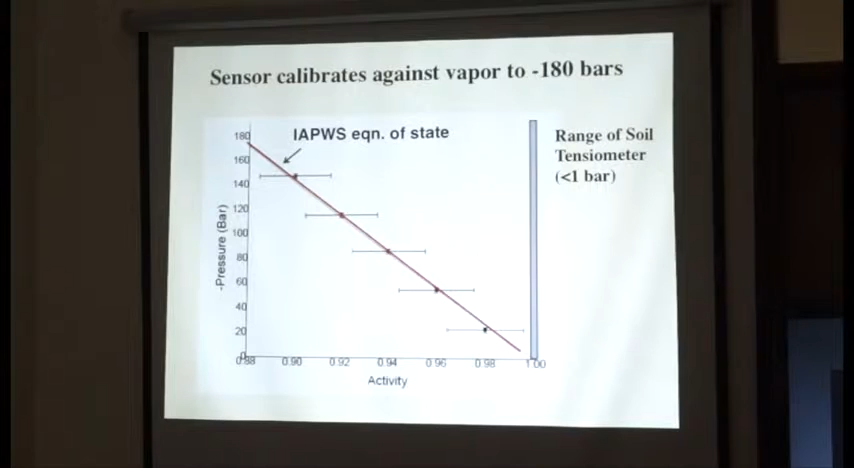 Sensor calibrates against vapor to -180 bars
IAPWS eqn. of state
Range of Soil
Tensiometer
(<1 bar)
-Pressure (Bar)
180
160
140
120
100
80
60
40
20
0
0.88 0.90 0.92 0.94 0.96 0.98 1.00
Activity